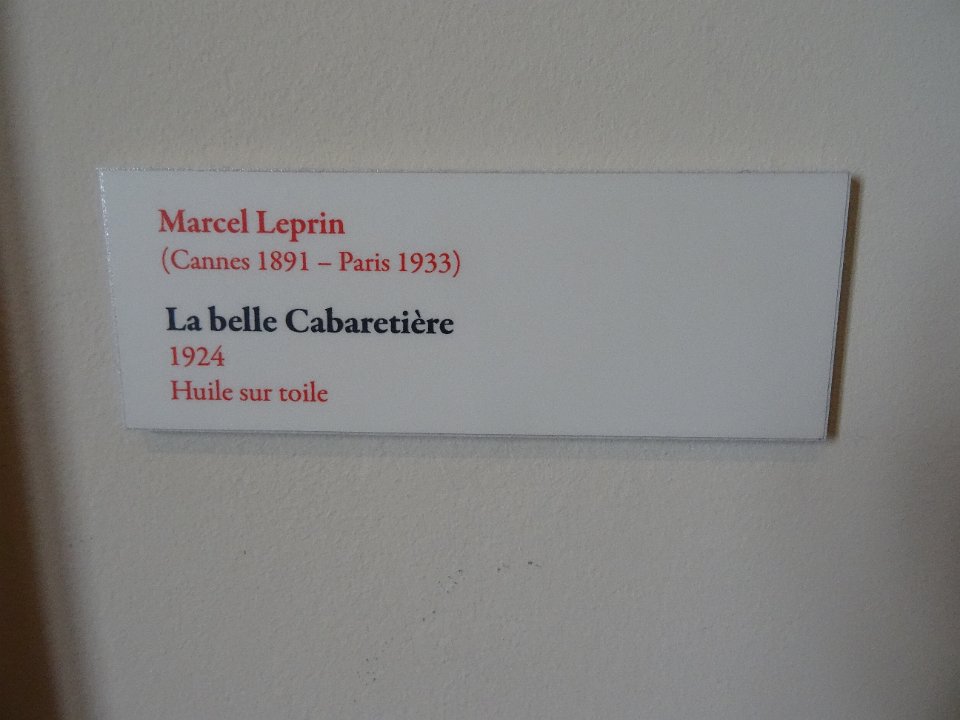 Marcel Leprin
(Cannes 1891 – Paris 1933)
La belle Cabaretière
1924
Huile sur toile